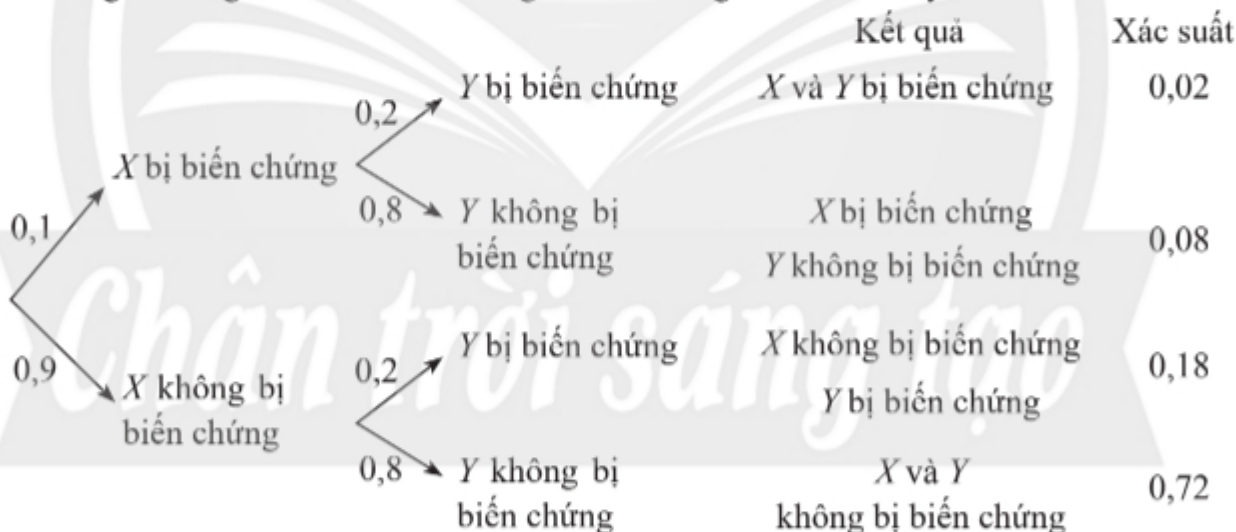 Kết quả Xác suất
0,2 Y bị biến chứng X và Y bị biến chứng 0,02
X bị biến chứng
0,1 0,8 Y không bị X bị biến chứng 0,08
biến chứng Y không bị biến chứng
Chân trời sáng tạo
0,9 0,2 Y bị biến chứng X không bị biến chứng 0,18
X không bị Y bị biến chứng
biến chứng
0,8 Y không bị X và Y 0,72
biến chứng không bị biến chứng